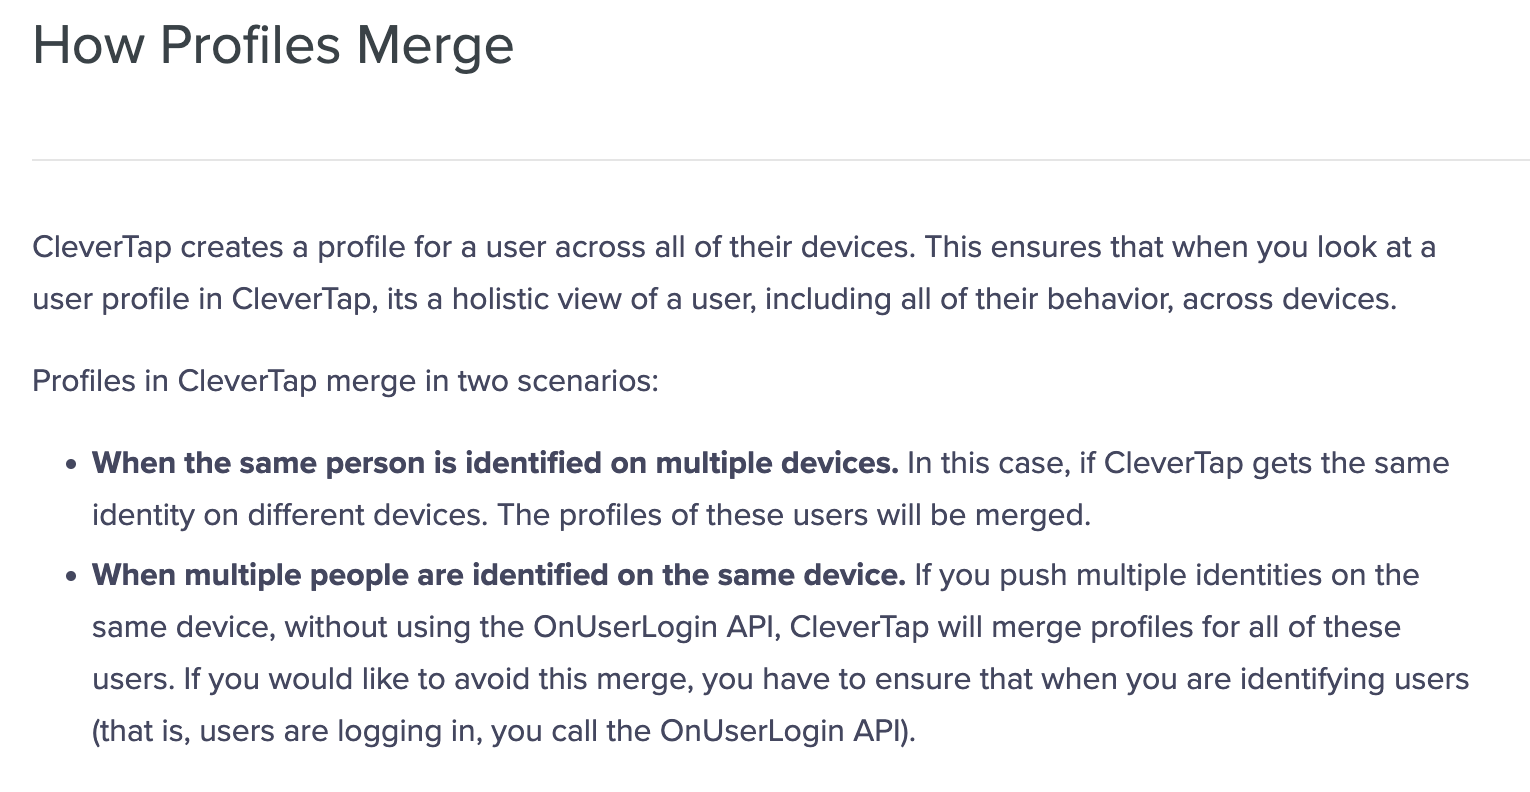 How Profiles Merge
CleverTap creates a profile for a user across all of their devices. This ensures that when you look at a
user profile in CleverTap, its a holistic view of a user, including all of their behavior, across devices.
Profiles in CleverTap merge in two scenarios:
• When the same person is identified on multiple devices. In this case, if CleverTap gets the same
identity on different devices. The profiles of these users will be merged.
• When multiple people are identified on the same device. If you push multiple identities on the
same device, without using the OnUserLogin API, CleverTap will merge profiles for all of these
users. If you would like to avoid this merge, you have to ensure that when you are identifying users
(that is, users are logging in, you call the OnUserLogin API).